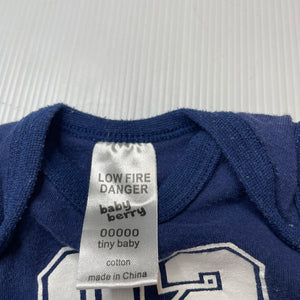 LOW FIRE
DANGER
baby
berry
00000
tiny baby
cotton
made in China